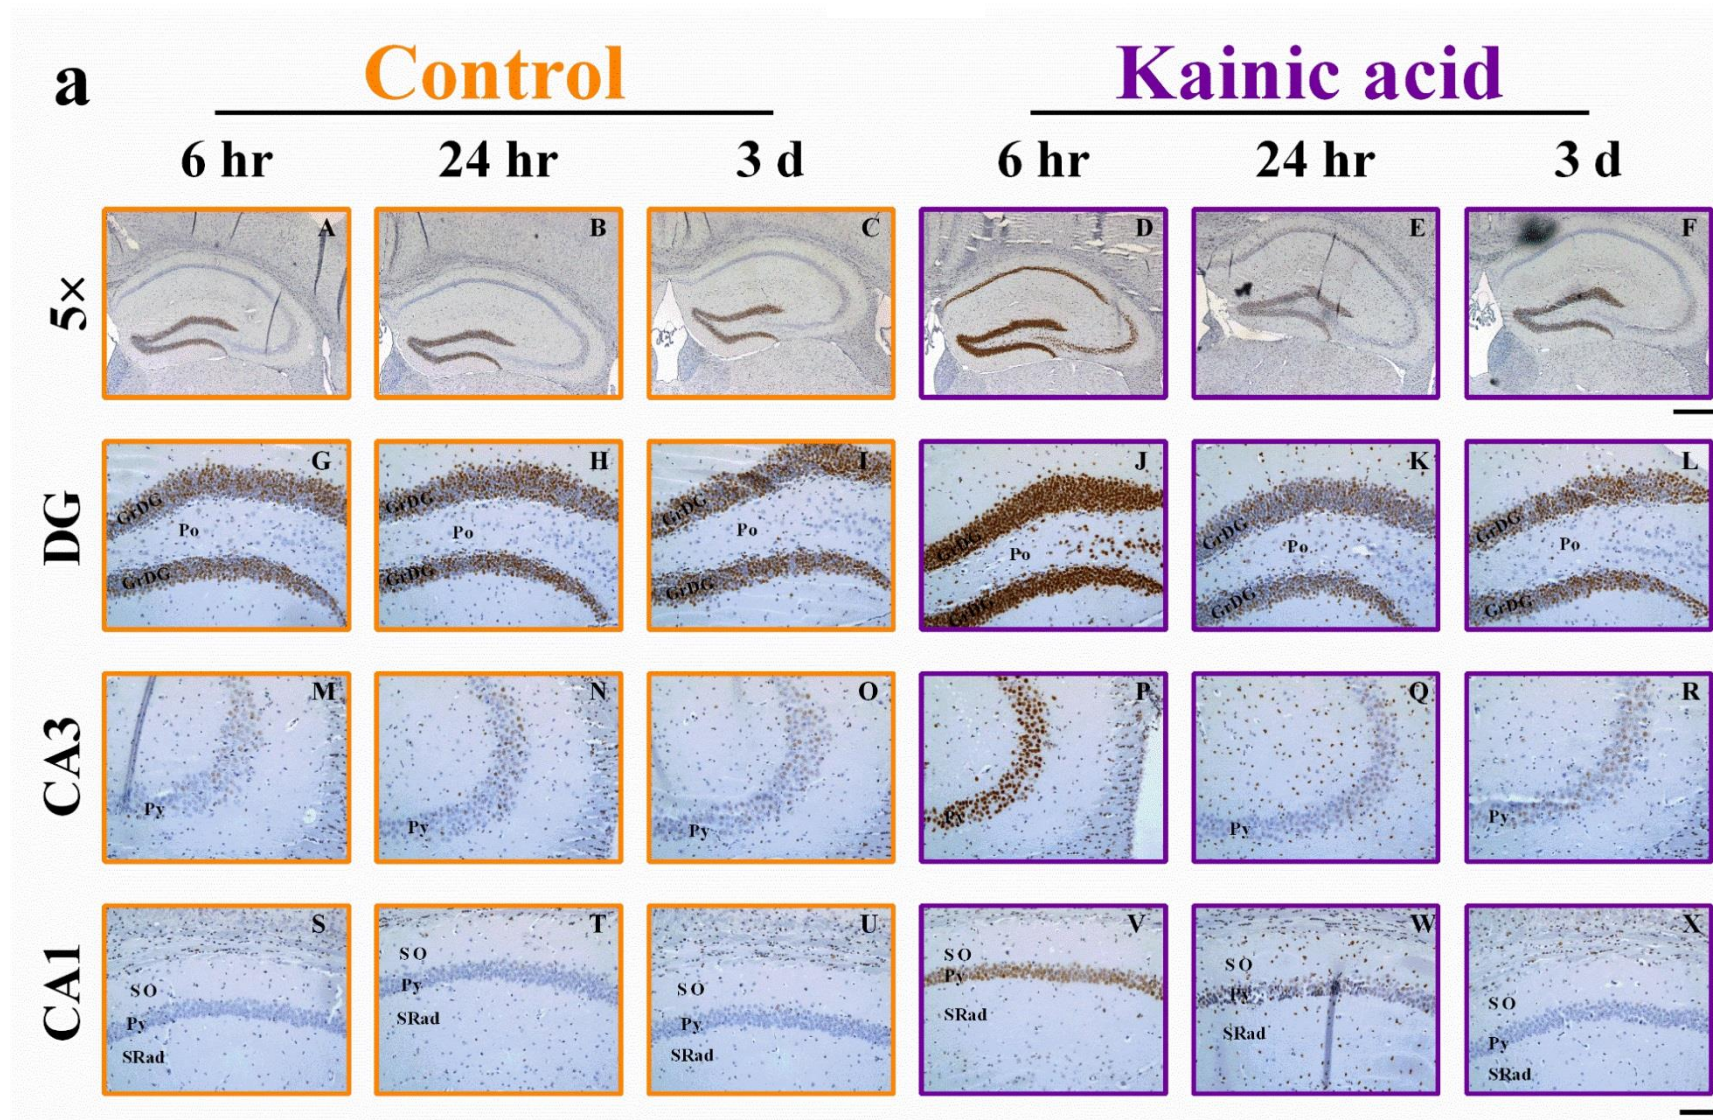 a
Control
Kainic acid
6 hr
24 hr
3 d
6 hr
24 hr
3 d
5×
A
B
C
D
E
F
DG
G
GrDG
Po
GrDG
H
GrDG
Po
GrDG
I
GrDG
Po
GrDG
J
GrDG
Po
GrDG
K
GrDG
Po
GrDG
L
GrDG
Po
GrDG
CA3
M
Py
N
Py
O
Py
P
Py
Q
Py
R
Py
CA1
S
SO
Py
SRad
T
SO
Py
SRad
U
SO
Py
SRad
V
SO
Py
SRad
W
SO
Py
SRad
X
SO
Py
SRad